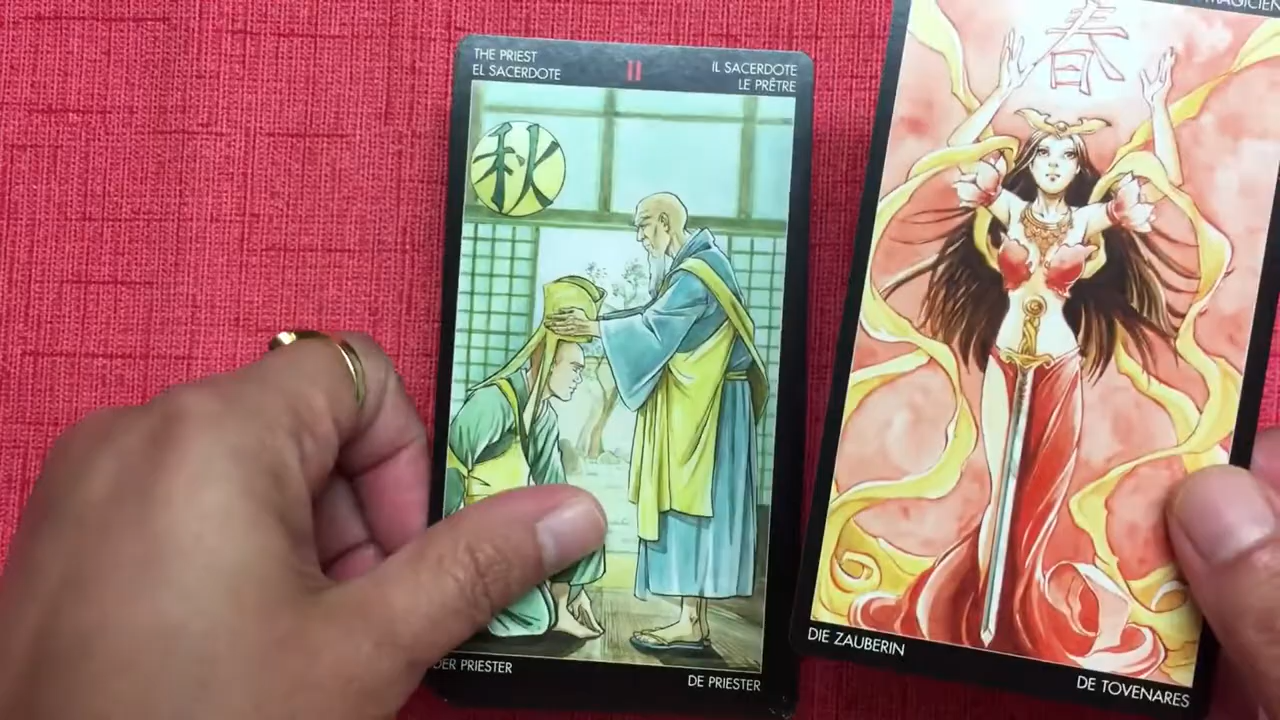 THE PRIEST
EL SACERDOTE
II
IL SACERDOTE
LE PRÊTRE
秋
DER PRIESTER
DE PRIESTER
春
DIE ZAUBERIN
DE TOVENARES